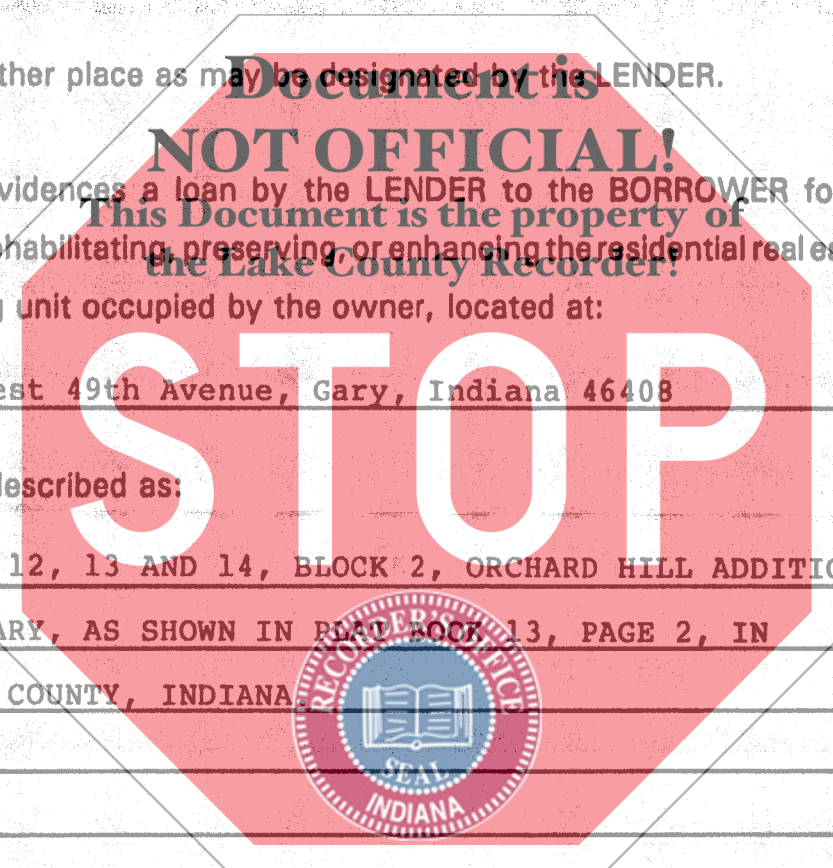 ther place as may be designated by the LENDER.
Document is
NOT OFFICIAL!
vidences a loan by the LENDER to the BORROWER fo
This Document is the property of
habilitating, preserving, or enhancing the residential real es
the Lake County Recorder!
unit occupied by the owner, located at:
est 49th Avenue, Gary, Indiana 46408
STOP
described as:
12, 13 AND 14, BLOCK 2, ORCHARD HILL ADDITIO
ARY, AS SHOWN IN PLAT BOOK 13, PAGE 2, IN
COUNTY, INDIANA.
RECORDER'S OFFICE
SEAL
INDIANA